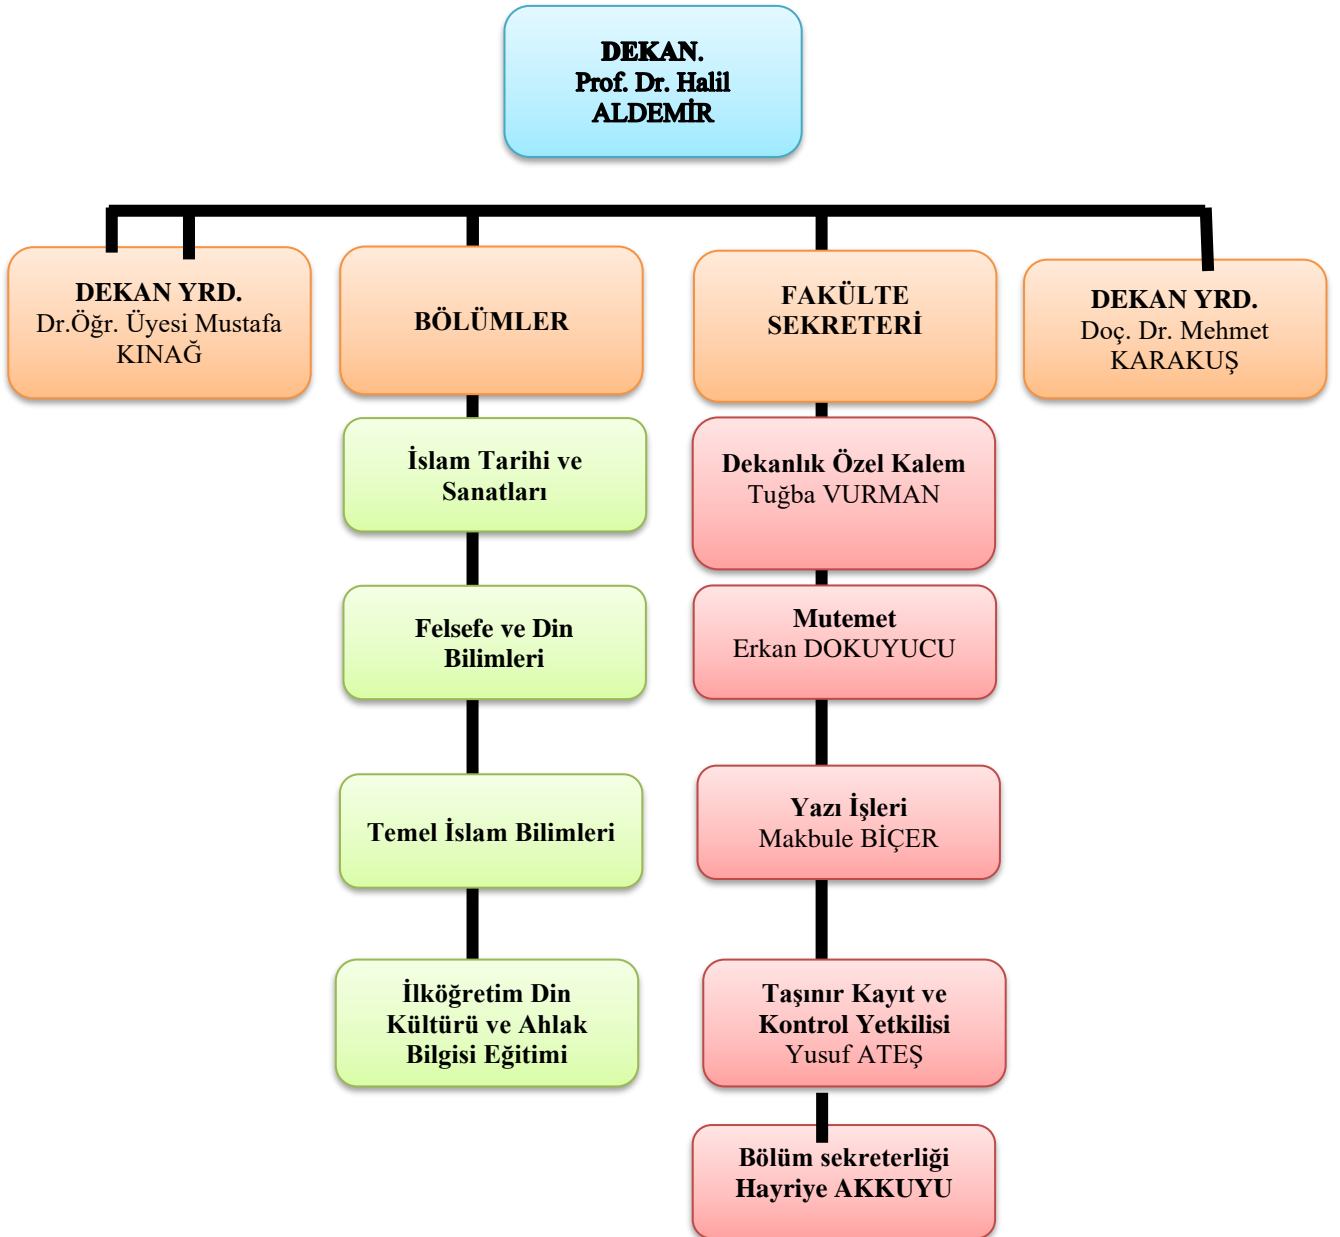 DEKAN.
Prof. Dr. Halil
ALDEMİR
DEKAN YRD.
Dr.Öğr. Üyesi Mustafa
KINAĞ
BÖLÜMLER
FAKÜLTE
SEKRETERİ
DEKAN YRD.
Doç. Dr. Mehmet
KARAKUŞ
İslam Tarihi ve
Sanatları
Dekanlık Özel Kalem
Tuğba VURMAN
Felsefe ve Din
Bilimleri
Mutemet
Erkan DOKUYUCU
Temel İslam Bilimleri
Yazı İşleri
Makbule BİÇER
İlköğretim Din
Kültürü ve Ahlak
Bilgisi Eğitimi
Taşınır Kayıt ve
Kontrol Yetkilisi
Yusuf ATEŞ
Bölüm sekreterliği
Hayriye AKKUYU